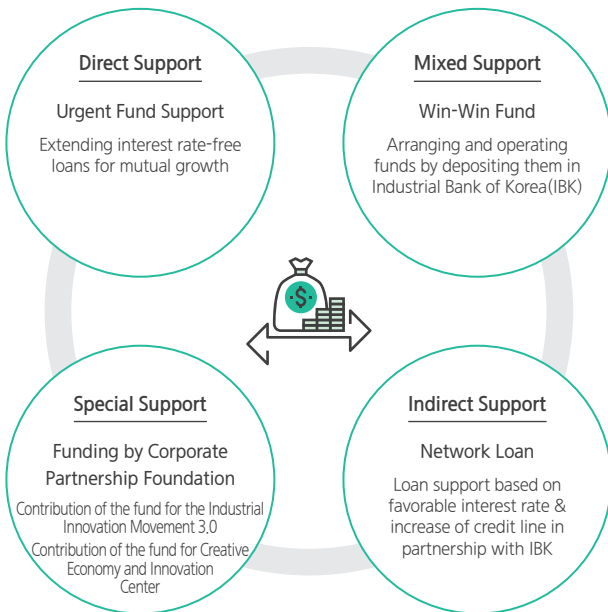 Direct Support
Urgent Fund Support
Extending interest rate-free
loans for mutual growth
Mixed Support
Win-Win Fund
Arranging and operating
funds by depositing them in
Industrial Bank of Korea(IBK)
$
Special Support
Funding by Corporate
Partnership Foundation
Contribution of the fund for the Industrial
Innovation Movement 3.0
Contribution of the fund for Creative
Economy and Innovation
Center
Indirect Support
Network Loan
Loan support based on
favorable interest rate &
increase of credit line in
partnership with IBK